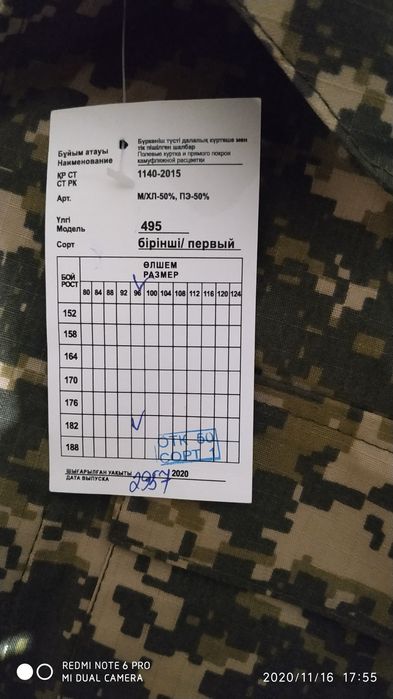 Бұйым атауы
Наименование
Бүркеніш түсті далалық күртеше мен
тік пішілген шалбар
Полевые куртка и прямого покроя
камуфляжной расцветки
ҚР СТ
СТ РК
1140-2015
Арт.
М/ХЛ-50%, ПЭ-50%
Үлгі
Модель
495
Сорт
бірінші/ первый
БОЙ
РОСТ
ӨЛШЕМ
РАЗМЕР
80 84 88 92 96 100 104 108 112 116 120 124
152
158
164
170
176
182
188
ОТК 50
СОРТ 1
ШЫҒАРЫЛҒАН УАҚЫТЫ
ДАТА ВЫПУСКА
2020
REDMI NOTE 6 PRO
MI DUAL CAMERA
2020/11/16 17:55